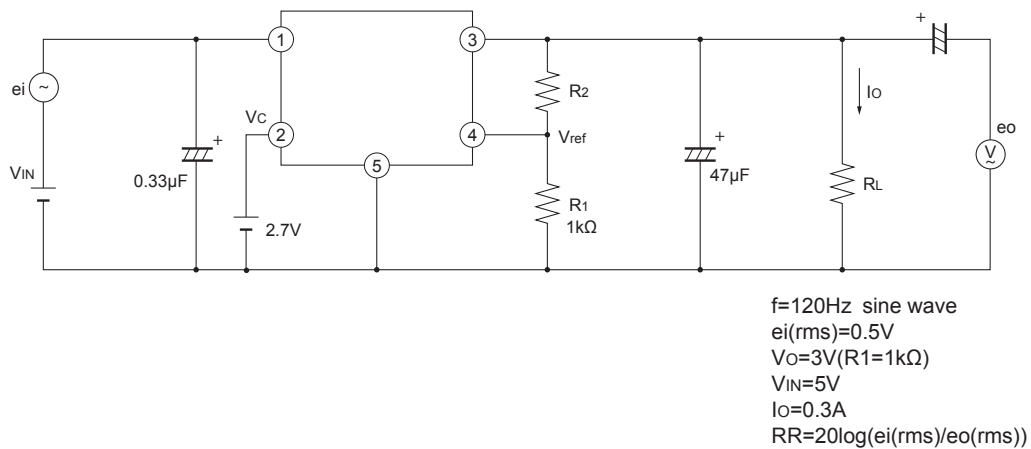 +
1
3
ei
~
R2
IO
eo
VC
2
4
Vref
+
+
V
~
VIN
5
0.33µF
47µF
RL
R1
1kΩ
2.7V
f=120Hz sine wave
ei(rms)=0.5V
VO=3V(R1=1kΩ)
VIN=5V
IO=0.3A
RR=20log(ei(rms)/eo(rms))